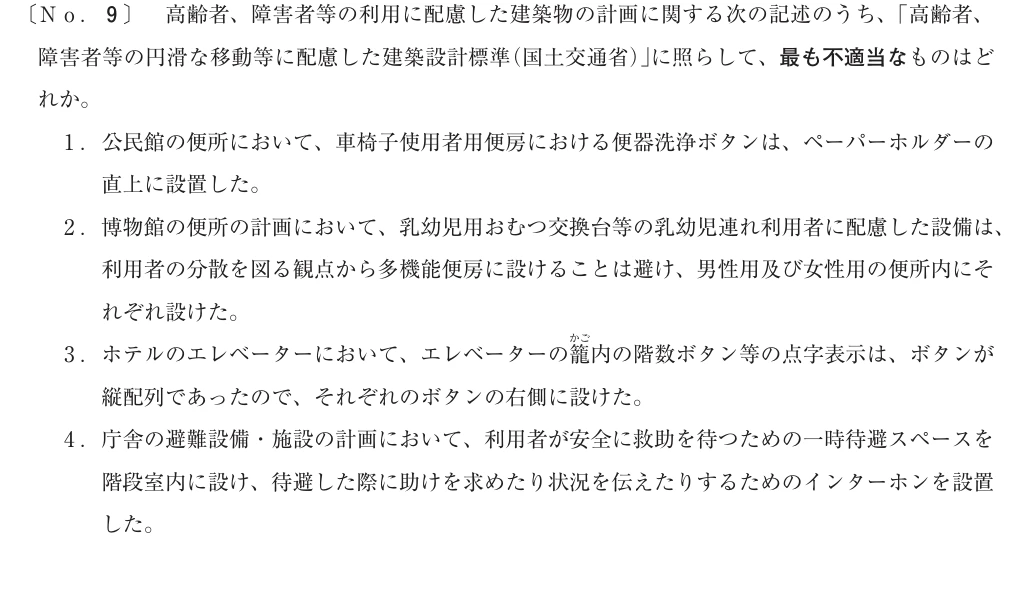 〔Ｎｏ．９〕　高齢者、障害者等の利用に配慮した建築物の計画に関する次の記述のうち、「高齢者、
障害者等の円滑な移動等に配慮した建築設計標準(国土交通省)」に照らして、最も不適当なものはど
れか。
１．公民館の便所において、車椅子使用者用便房における便器洗浄ボタンは、ペーパーホルダーの
直上に設置した。
２．博物館の便所の計画において、乳幼児用おむつ交換台等の乳幼児連れ利用者に配慮した設備は、
利用者の分散を図る観点から多機能便房に設けることは避け、男性用及び女性用の便所内にそ
れぞれ設けた。
かご
３．ホテルのエレベーターにおいて、エレベーターの籠内の階数ボタン等の点字表示は、ボタンが
縦配列であったので、それぞれのボタンの右側に設けた。
４．庁舎の避難設備・施設の計画において、利用者が安全に救助を待つための一時待避スペースを
階段室内に設け、待避した際に助けを求めたり状況を伝えたりするためのインターホンを設置
した。